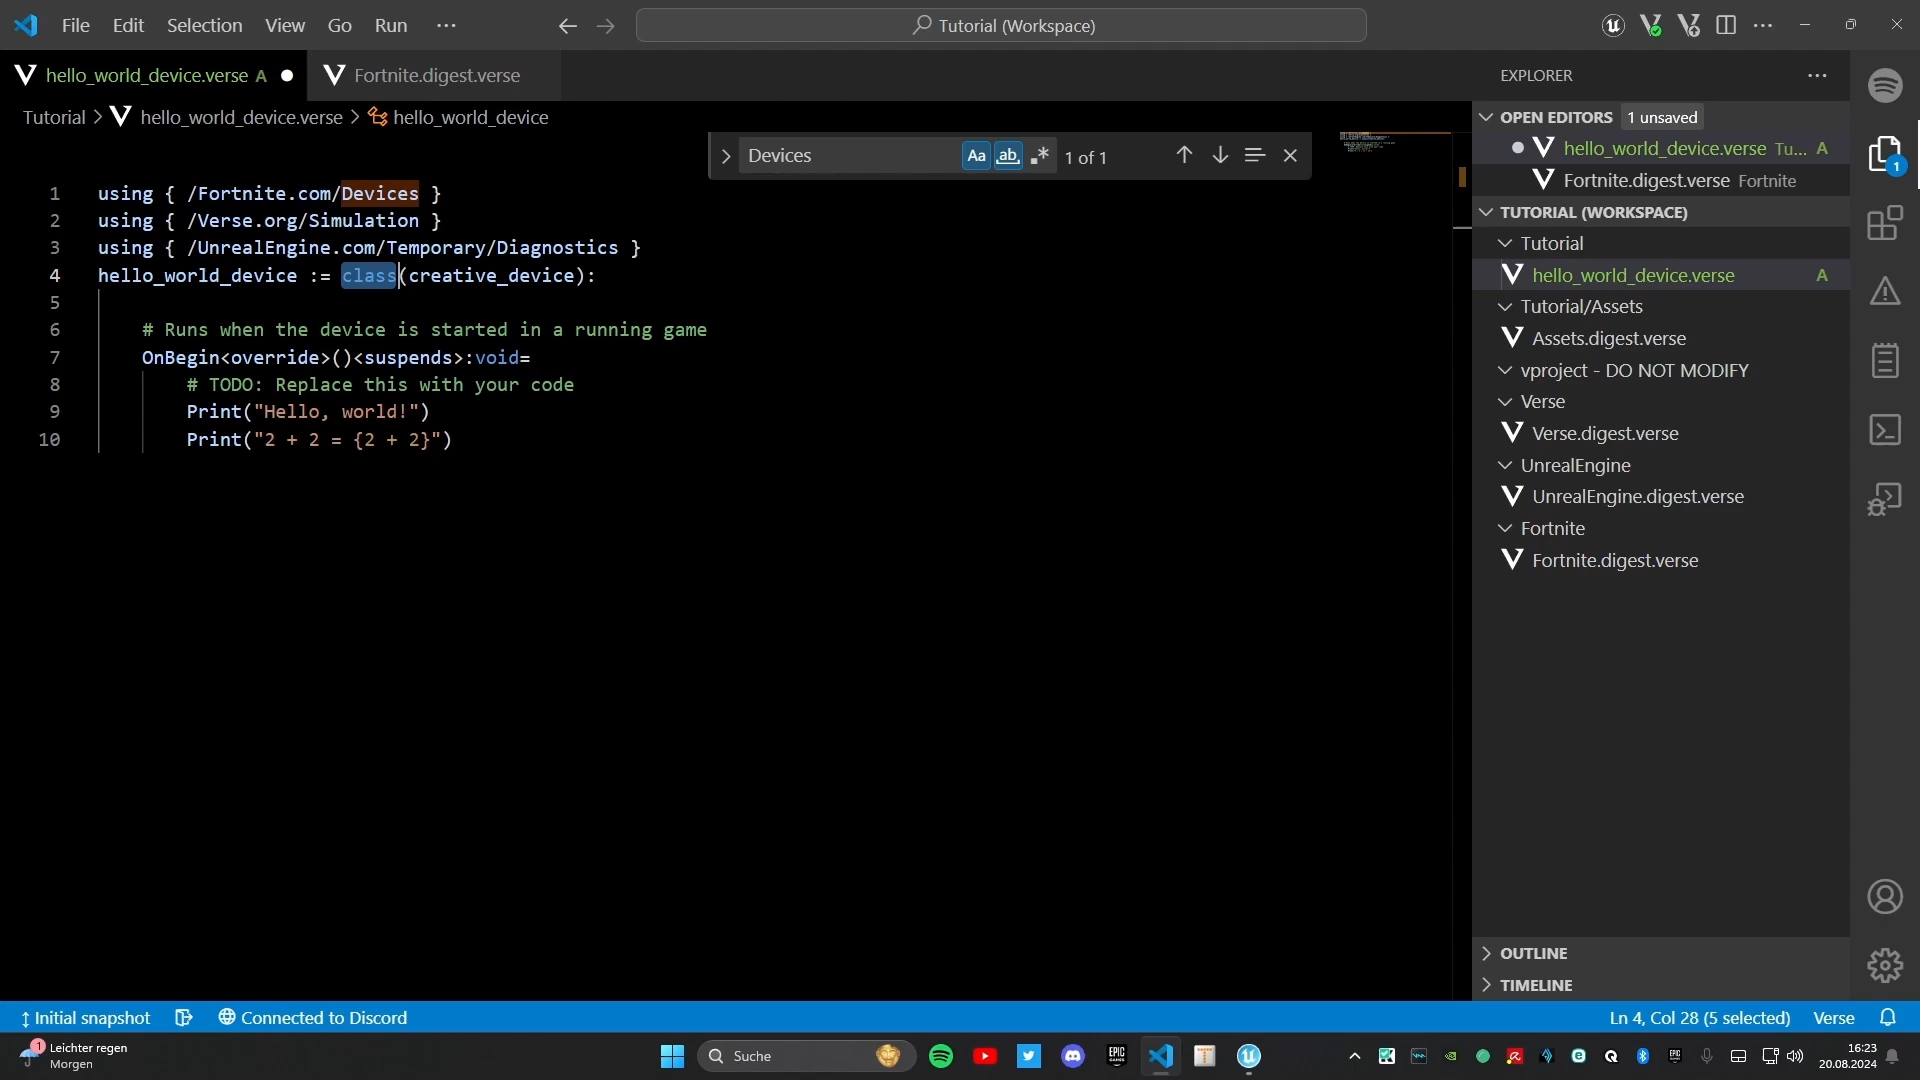 File Edit Selection View Go Run ···
Tutorial (Workspace)
hello_world_device.verse A
Fortnite.digest.verse
Tutorial > hello_world_device.verse > hello_world_device
Devices
Aa ab 1 of 1
1 using { /Fortnite.com/Devices }
2 using { /Verse.org/Simulation }
3 using { /UnrealEngine.com/Temporary/Diagnostics }
4 hello_world_device := class(creative_device):
5
6 # Runs when the device is started in a running game
7 OnBegin<override>()<suspends>:void=
8 # TODO: Replace this with your code
9 Print("Hello, world!")
10 Print("2 + 2 = {2 + 2}")
EXPLORER
OPEN EDITORS 1 unsaved
hello_world_device.verse Tu... A
Fortnite.digest.verse Fortnite
TUTORIAL (WORKSPACE)
Tutorial
hello_world_device.verse A
Tutorial/Assets
Assets.digest.verse
vproject - DO NOT MODIFY
Verse
Verse.digest.verse
UnrealEngine
UnrealEngine.digest.verse
Fortnite
Fortnite.digest.verse
OUTLINE
TIMELINE
1
Initial snapshot
Connected to Discord
Ln 4, Col 28 (5 selected)
Verse
1
Leichter regen
Morgen
Suche
EPIC GAMES
16:23
20.08.2024